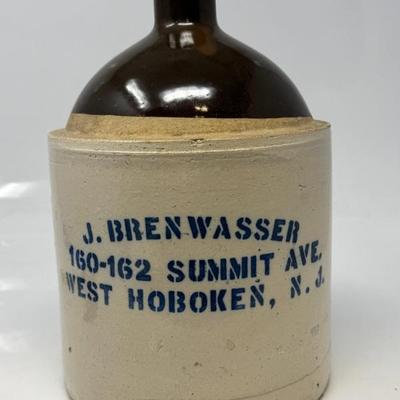 J. BRENWASSER
160-162 SUMMIT AVE.
WEST HOBOKEN, N. J.